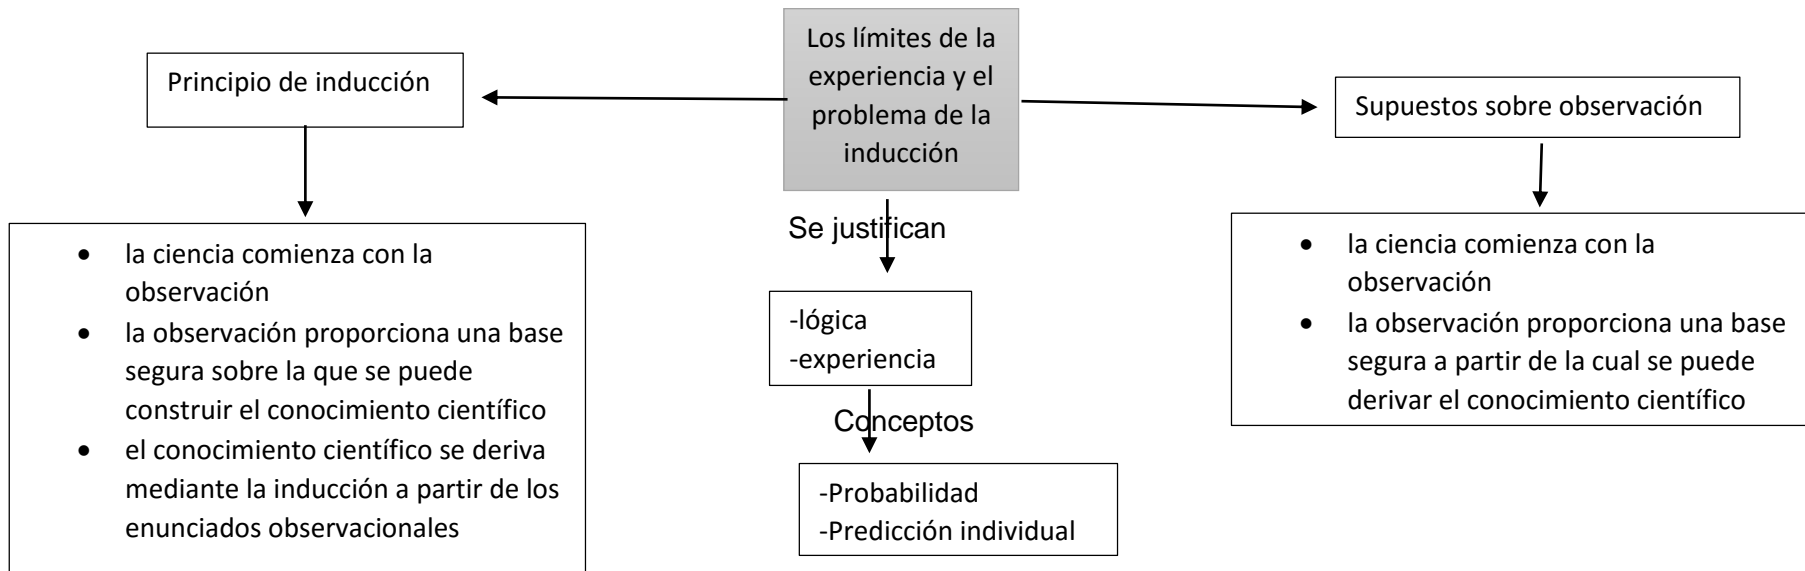 Los límites de la
experiencia y el
problema de la
inducción
Principio de inducción
Supuestos sobre observación
• la ciencia comienza con la
observación
• la observación proporciona una base
segura sobre la que se puede
construir el conocimiento científico
• el conocimiento científico se deriva
mediante la inducción a partir de los
enunciados observacionales
Se justifican
-lógica
-experiencia
Conceptos
-Probabilidad
-Predicción individual
• la ciencia comienza con la
observación
• la observación proporciona una base
segura a partir de la cual se puede
derivar el conocimiento científico